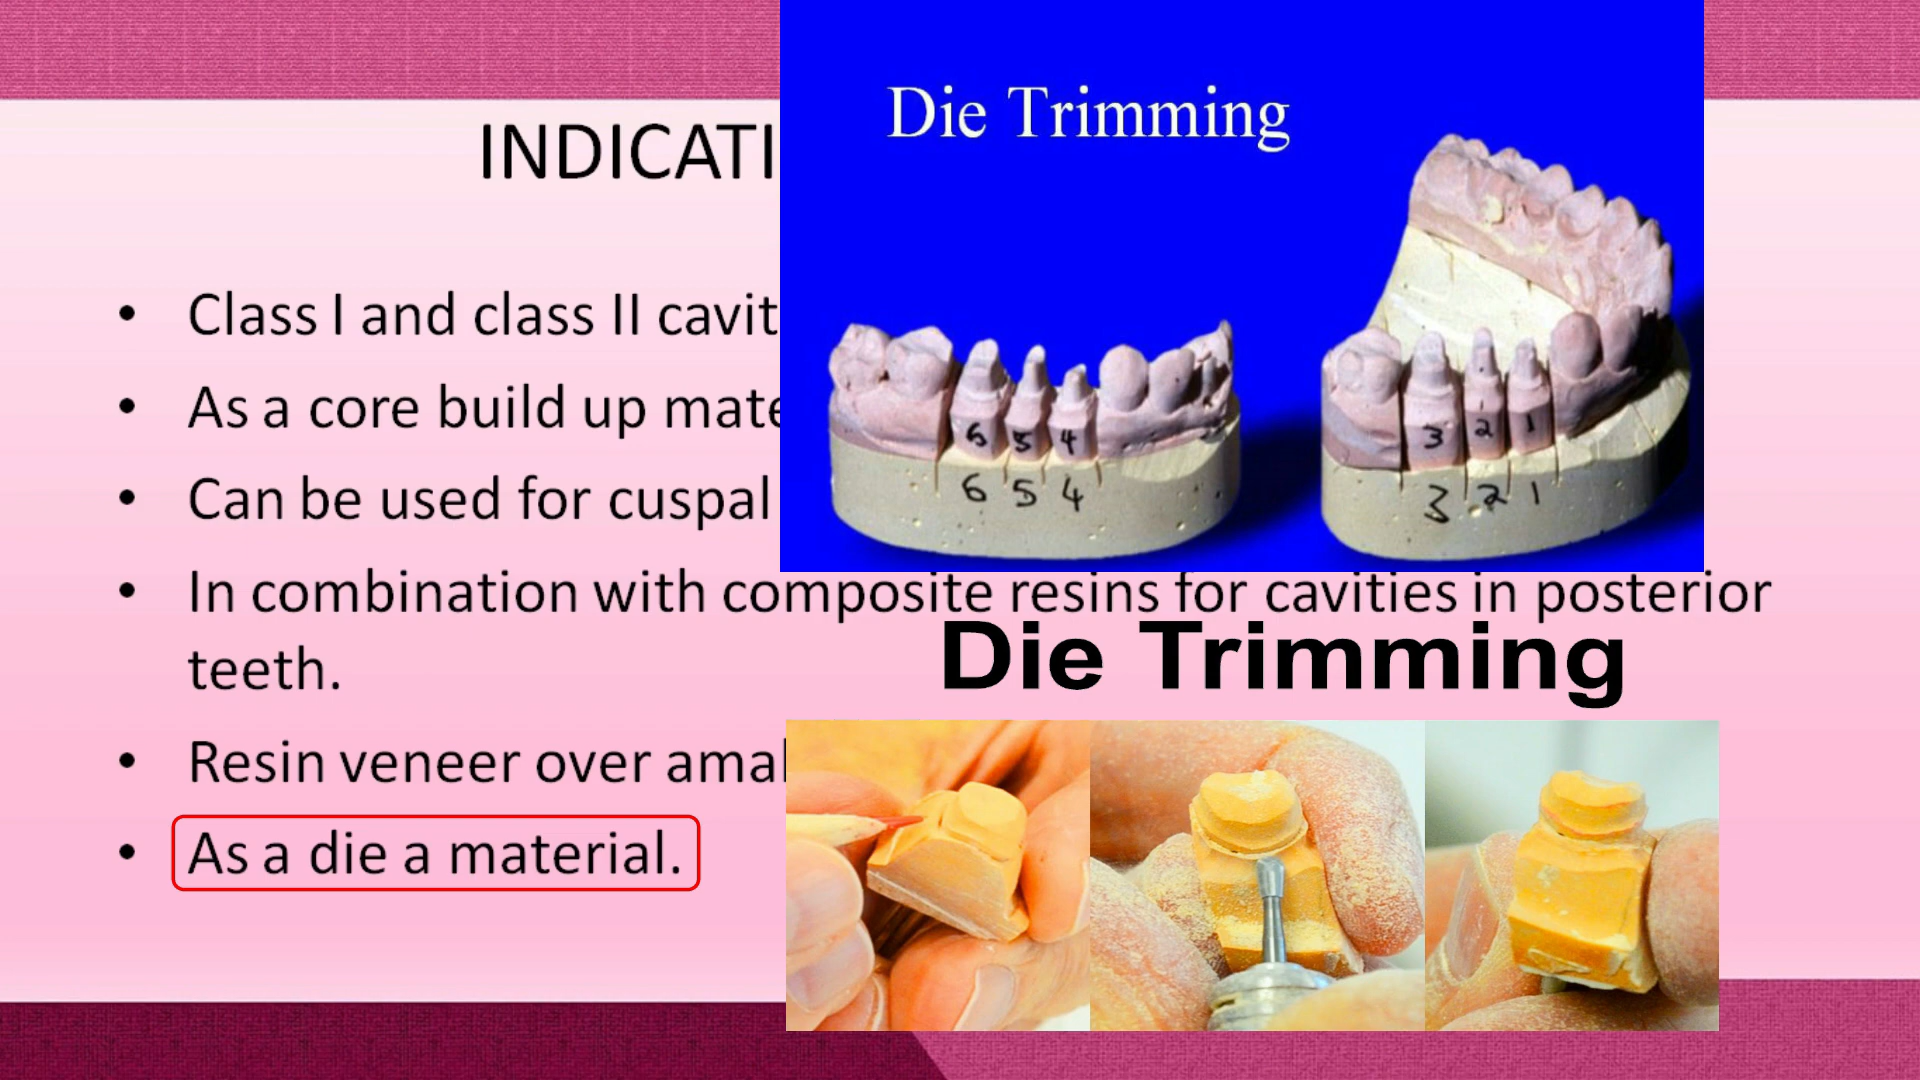 INDICATI
Die Trimming
Class I and class II cavit
As a core build up mate
Can be used for cuspal
6 5 4
6 5 4
3 2 1
3 2 1
In combination with composite resins for cavities in posterior
teeth.
Die Trimming
Resin veneer over amal
As a die a material.